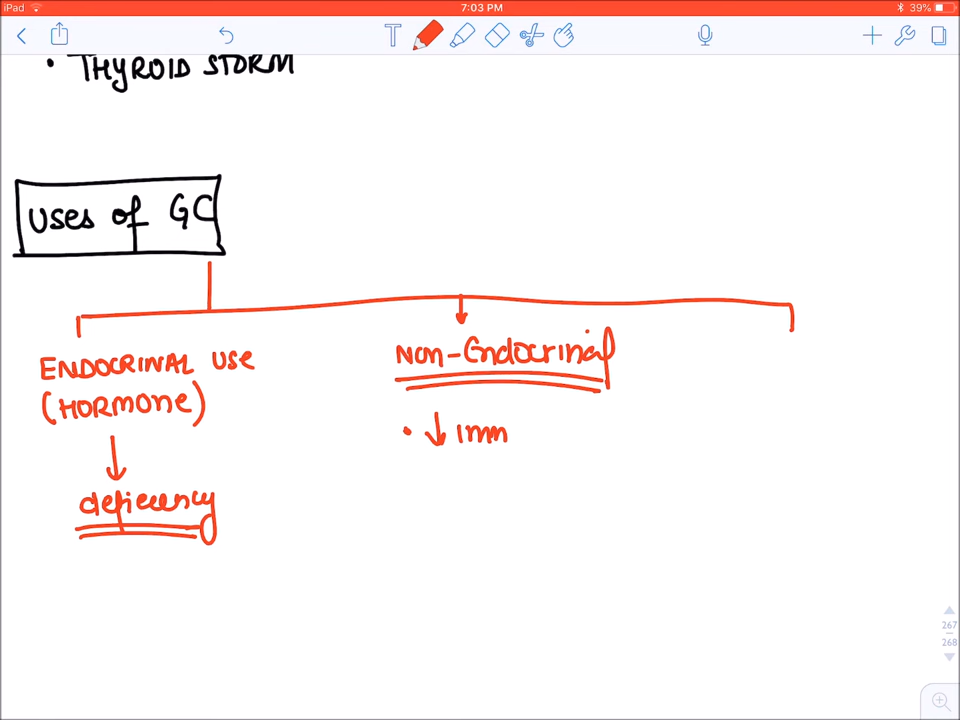 iPad 7:03 PM 39%
T
• THYROID STORM
Uses of GC
ENDOCRINAL USE
(HORMONE)
deficiency
Non-Endocrinal
• ↓ imm
267
268